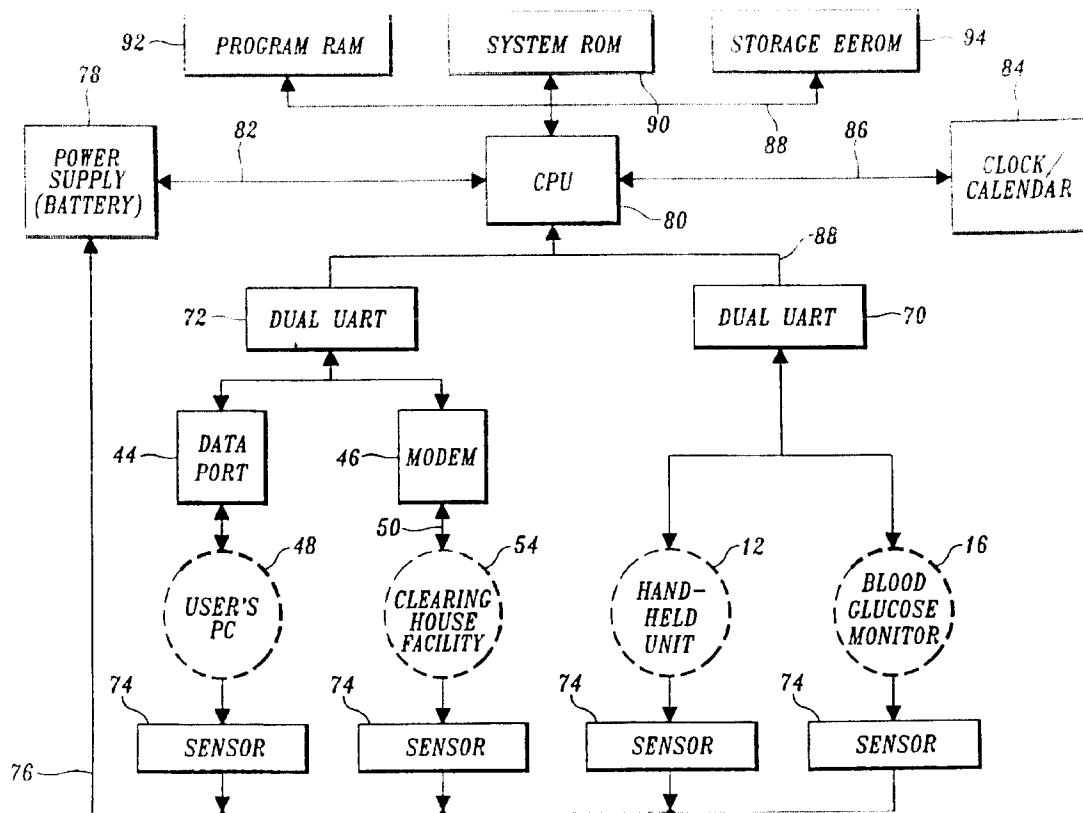 92
PROGRAM RAM
SYSTEM ROM
STORAGE EEROM
94
78
82
90
88
86
84
POWER
SUPPLY
(BATTERY)
CPU
80
CLOCK/
CALENDAR
88
72
DUAL UART
DUAL UART
70
44
DATA
PORT
46
MODEM
50
48
54
12
16
USER'S
PC
CLEARING
HOUSE
FACILITY
HAND-
HELD
UNIT
BLOOD
GLUCOSE
MONITOR
74
SENSOR
74
SENSOR
74
SENSOR
74
SENSOR
76